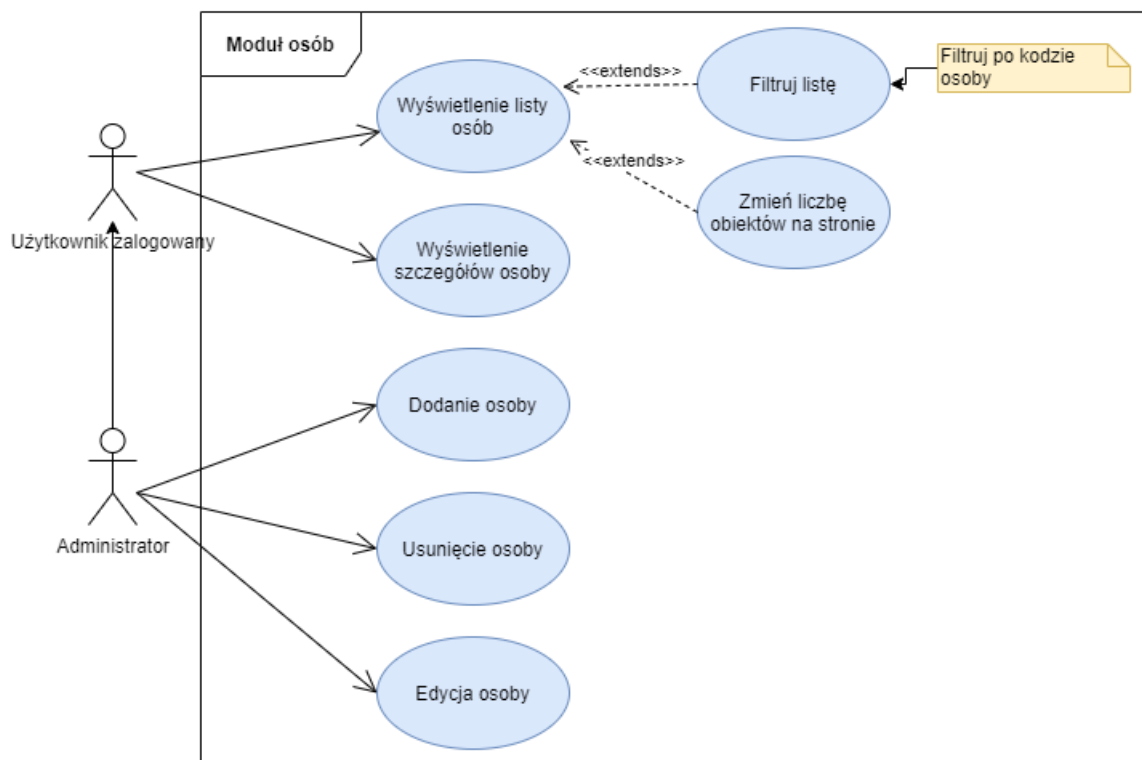 Moduł osób
Wyświetlenie listy
osób
<<extends>>
Filtruj listę
Filtruj po kodzie
osoby
<<extends>>
Zmień liczbę
obiektów na stronie
Użytkownik zalogowany
Wyświetlenie
szczegółów osoby
Dodanie osoby
Administrator
Usunięcie osoby
Edycja osoby